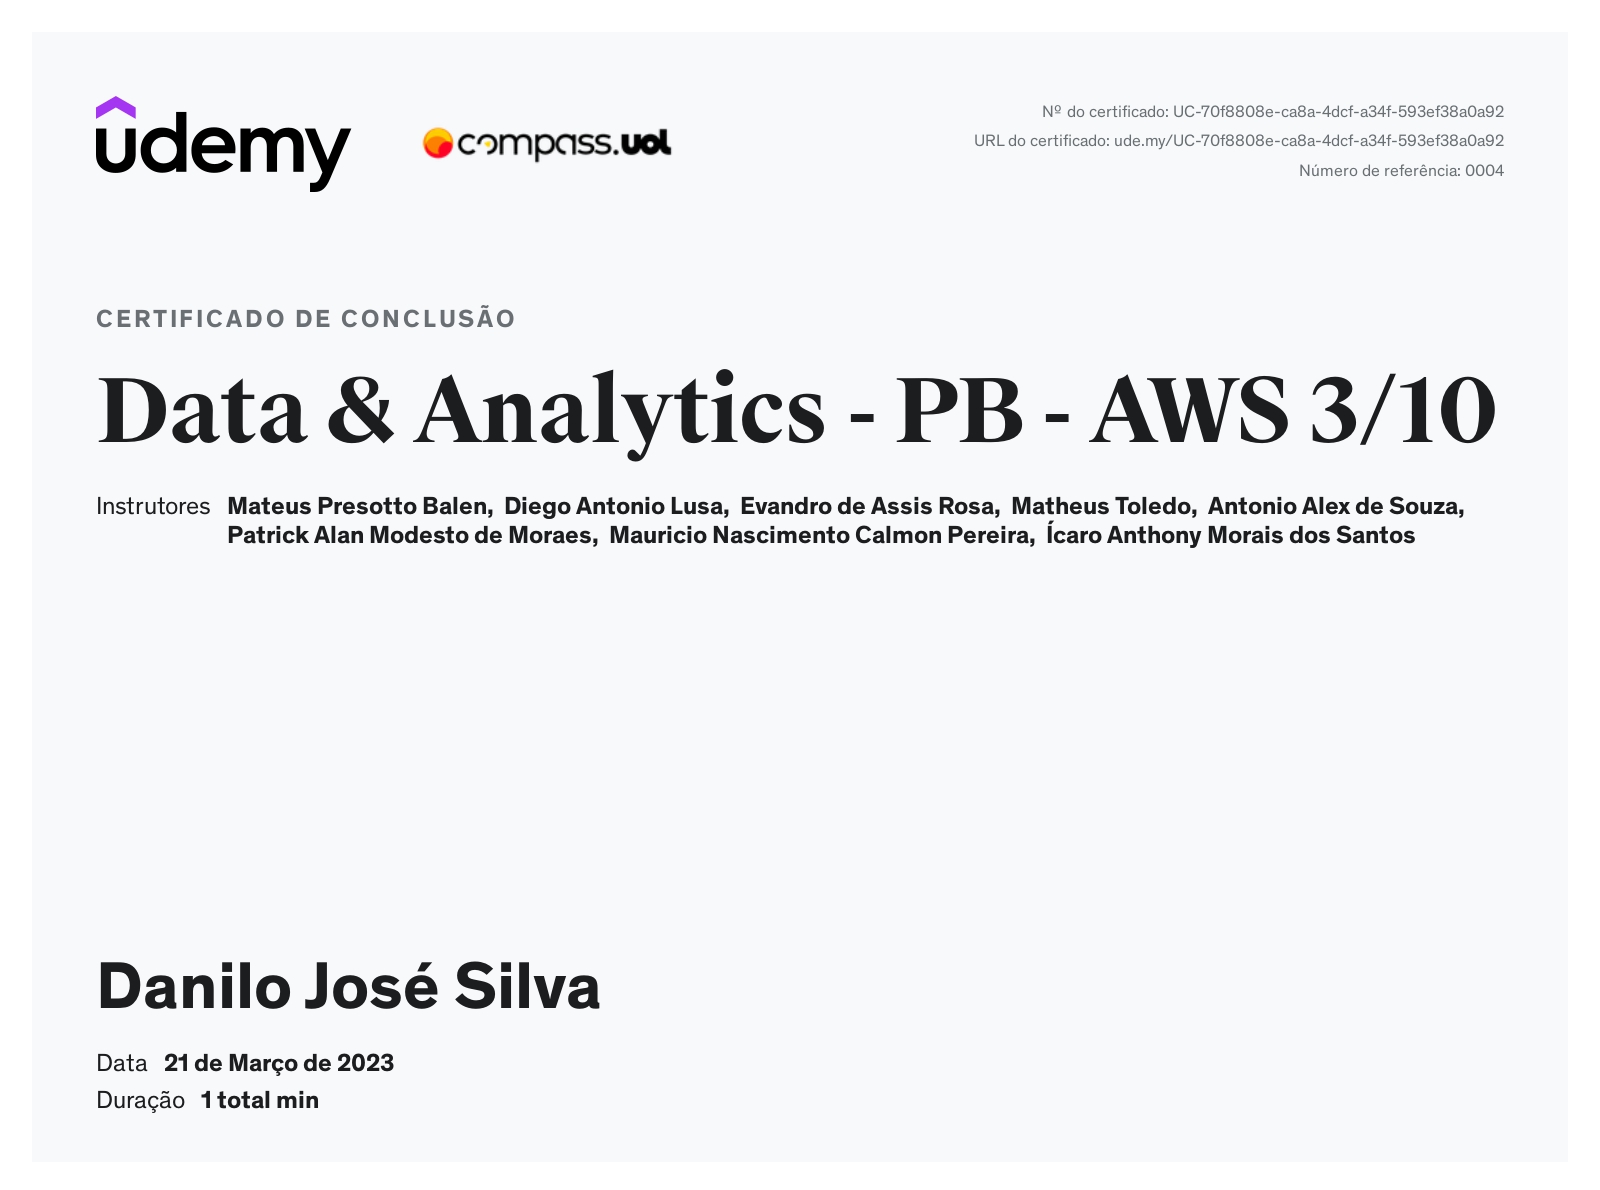 udemy
compass.uol
Nº do certificado: UC-70f8808e-ca8a-4dcf-a34f-593ef38a0a92
URL do certificado: ude.my/UC-70f8808e-ca8a-4dcf-a34f-593ef38a0a92
Número de referência: 0004
CERTIFICADO DE CONCLUSÃO
Data & Analytics - PB - AWS 3/10
Instrutores Mateus Presotto Balen, Diego Antonio Lusa, Evandro de Assis Rosa, Matheus Toledo, Antonio Alex de Souza,
Patrick Alan Modesto de Moraes, Mauricio Nascimento Calmon Pereira, Ícaro Anthony Morais dos Santos
Danilo José Silva
Data 21 de Março de 2023
Duração 1 total min